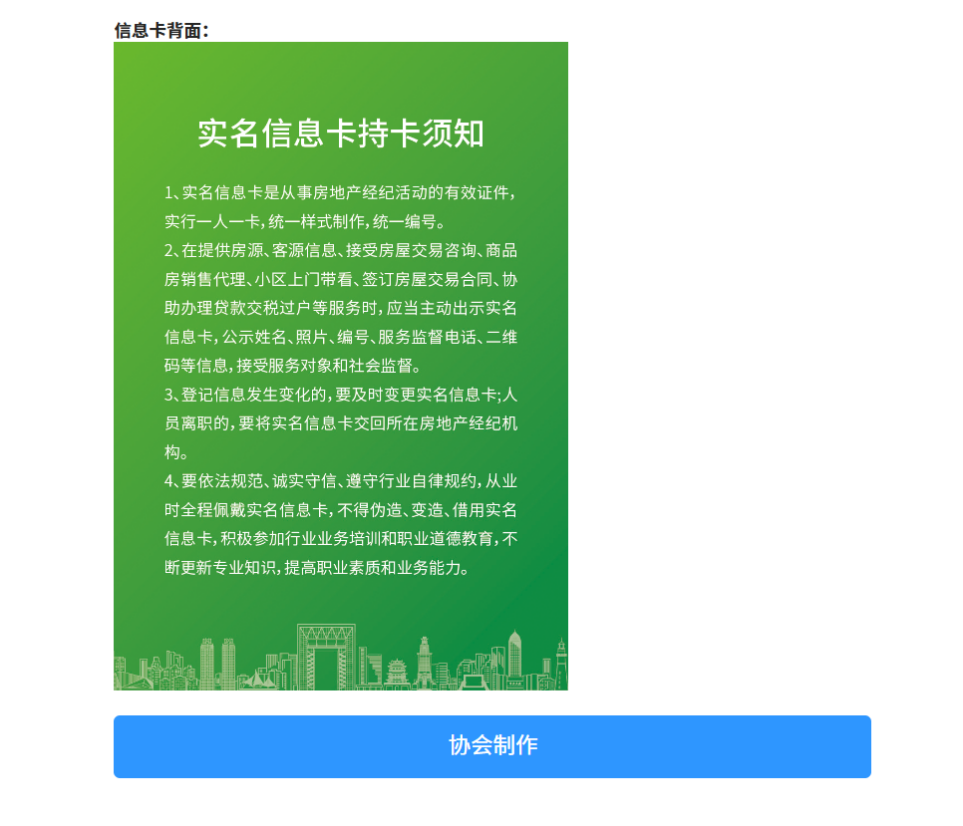 信息卡背面：
实名信息卡持卡须知
1、实名信息卡是从事房地产经纪活动的有效证件，
实行一人一卡，统一样式制作，统一编号。
2、在提供房源、客源信息、接受房屋交易咨询、商品
房销售代理、小区上门带看、签订房屋交易合同、协
助办理贷款交税过户等服务时，应当主动出示实名
信息卡，公示姓名、照片、编号、服务监督电话、二维
码等信息，接受服务对象和社会监督。
3、登记信息发生变化的，要及时变更实名信息卡;人
员离职的，要将实名信息卡交回所在房地产经纪机
构。
4、要依法规范、诚实守信、遵守行业自律规约，从业
时全程佩戴实名信息卡，不得伪造、变造、借用实名
信息卡，积极参加行业业务培训和职业道德教育，不
断更新专业知识，提高职业素质和业务能力。
协会制作